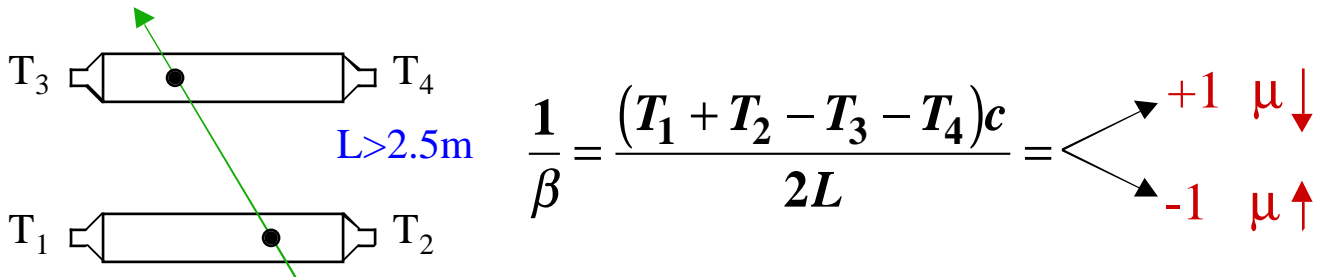 T₃ T₄
L>2.5m
T₁ T₂
1/β = (T₁ + T₂ − T₃ − T₄)c / 2L =
+1 μ↓
-1 μ↑